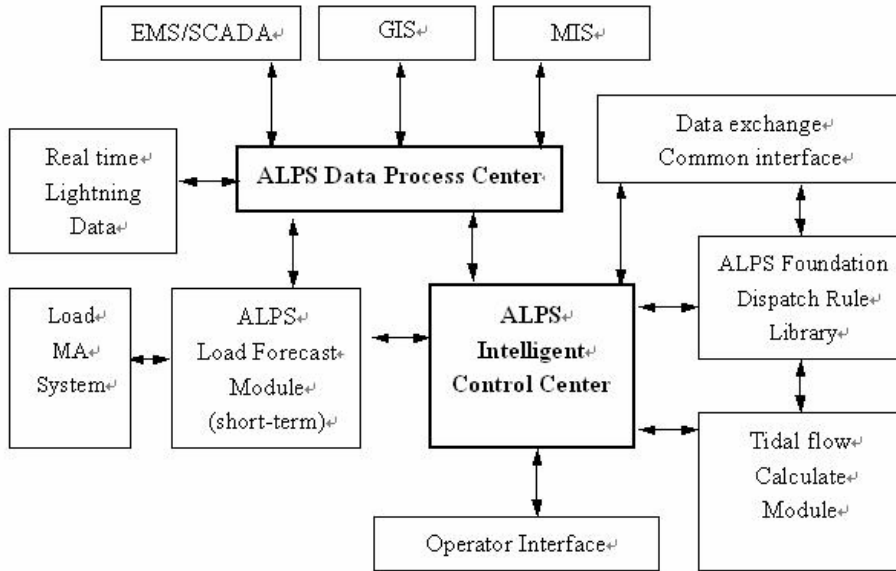 EMS/SCADA
GIS
MIS
Data exchange
Common interface
Real time
Lightning
Data
ALPS Data Process Center
ALPS Foundation
Dispatch Rule
Library
Load
MA
System
ALPS
Load Forecast
Module
(short-term)
ALPS
Intelligent
Control Center
Tidal flow
Calculate
Module
Operator Interface